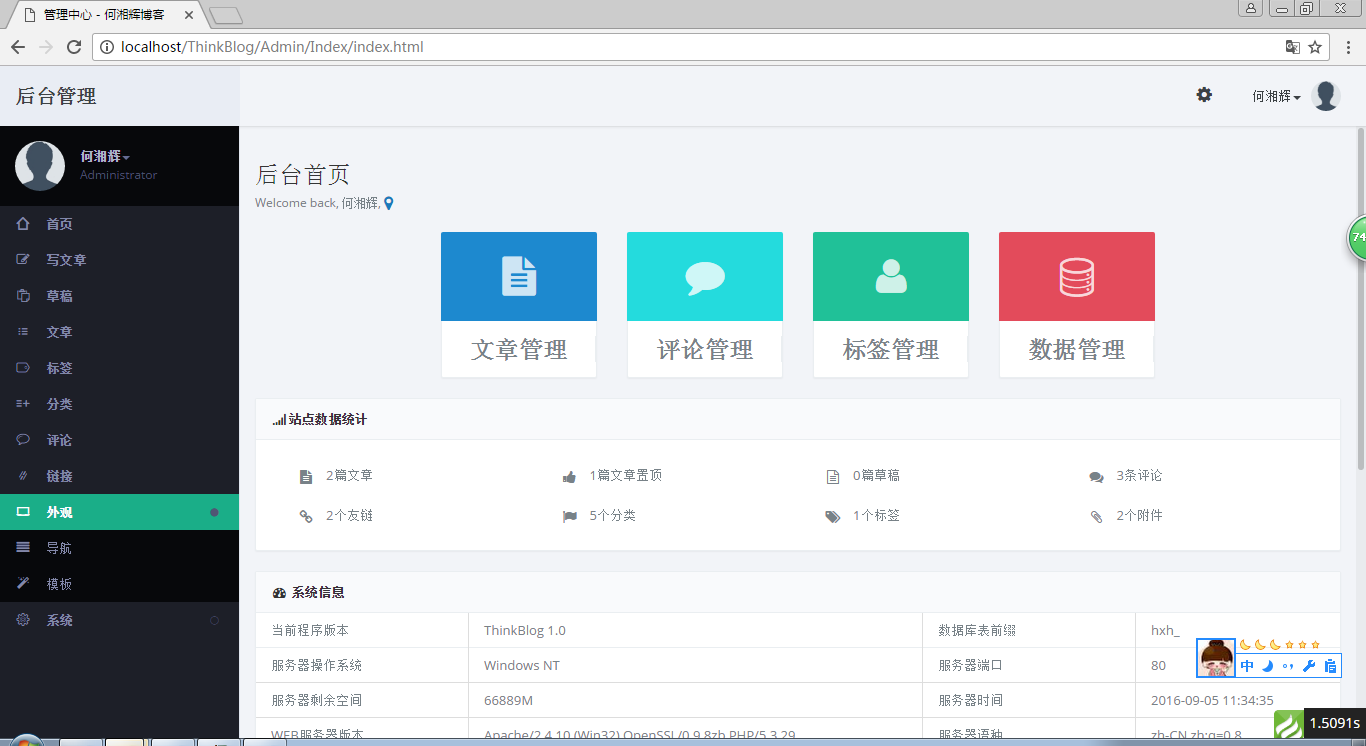 管理中心 - 何湘辉博客
localhost/ThinkBlog/Admin/Index/index.html
后台管理
何湘辉
何湘辉
Administrator
首页
写文章
草稿
文章
标签
分类
评论
链接
外观
导航
模板
系统
后台首页
Welcome back, 何湘辉,
文章管理
评论管理
标签管理
数据管理
74
站点数据统计
2篇文章
1篇文章置顶
0篇草稿
3条评论
2个友链
5个分类
1个标签
2个附件
系统信息
当前程序版本
ThinkBlog 1.0
数据库表前缀
hxh_
服务器操作系统
Windows NT
服务器端口
80
服务器剩余空间
66889M
服务器时间
2016-09-05 11:34:35
WEB服务器版本
Apache/2.4.10 (Win32) OpenSSL/0.9.8zb PHP/5.3.29
服务器语种
zh-CN,zh;q=0.8
中
1.5091s